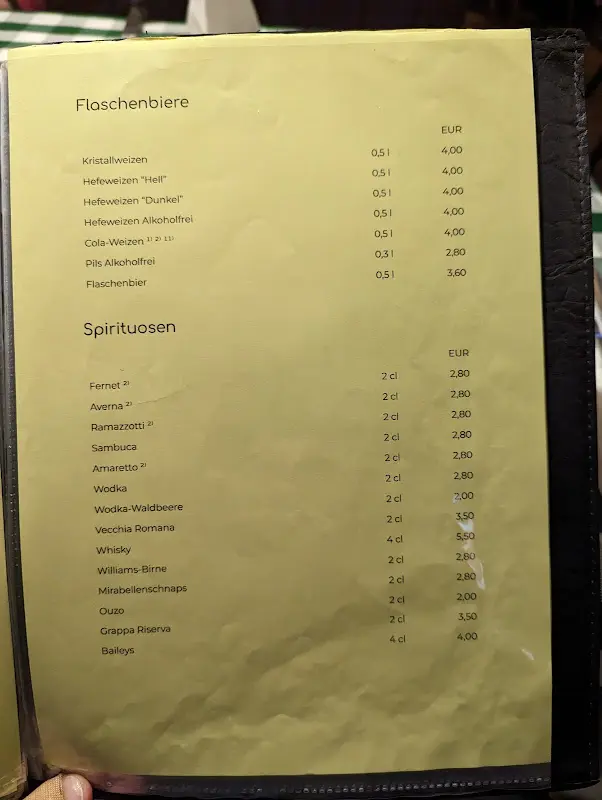 Flaschenbiere
EUR
Kristallweizen 0,5 l 4,00
Hefeweizen "Hell" 0,5 l 4,00
Hefeweizen "Dunkel" 0,5 l 4,00
Hefeweizen Alkoholfrei 0,5 l 4,00
Cola-Weizen ¹⁾ ²⁾ ¹¹⁾ 0,5 l 4,00
Pils Alkoholfrei 0,3 l 2,80
Flaschenbier 0,5 l 3,60
Spirituosen
EUR
Fernet ²⁾ 2 cl 2,80
Averna ²⁾ 2 cl 2,80
Ramazzotti ²⁾ 2 cl 2,80
Sambuca 2 cl 2,80
Amaretto ²⁾ 2 cl 2,80
Wodka 2 cl 2,80
Wodka-Waldbeere 2 cl 2,00
Vecchia Romana 2 cl 3,50
Whisky 4 cl 5,50
Williams-Birne 2 cl 2,80
Mirabellenschnaps 2 cl 2,80
Ouzo 2 cl 2,00
Grappa Riserva 2 cl 3,50
Baileys 4 cl 4,00